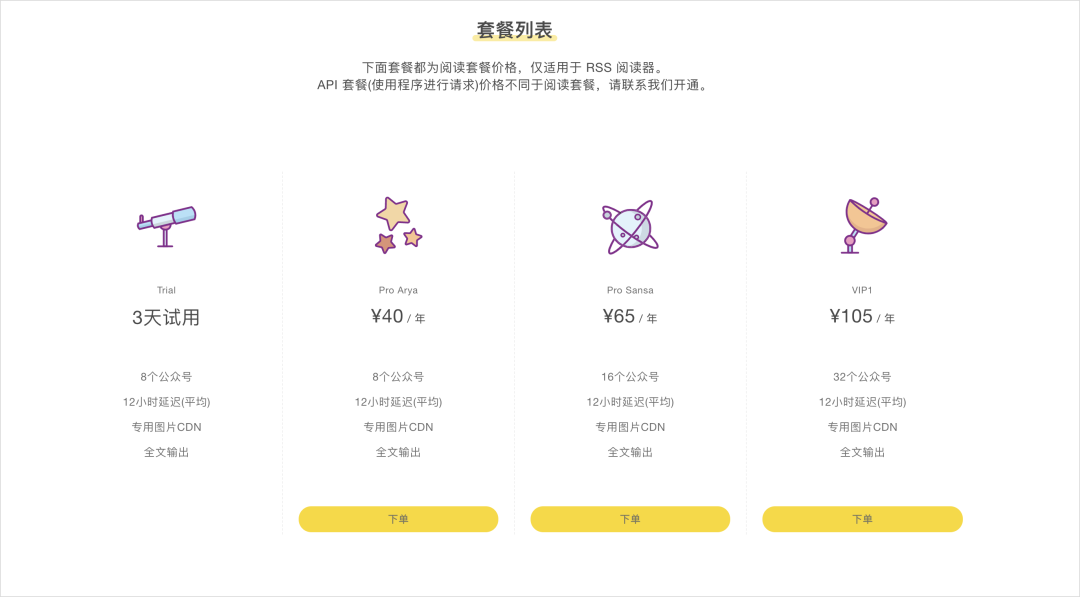 套餐列表
下面套餐都为阅读套餐价格，仅适用于 RSS 阅读器。
API 套餐(使用程序进行请求)价格不同于阅读套餐，请联系我们开通。
Trial
3天试用
8个公众号
12小时延迟(平均)
专用图片CDN
全文输出
Pro Arya
¥40 / 年
8个公众号
12小时延迟(平均)
专用图片CDN
全文输出
下单
Pro Sansa
¥65 / 年
16个公众号
12小时延迟(平均)
专用图片CDN
全文输出
下单
VIP1
¥105 / 年
32个公众号
12小时延迟(平均)
专用图片CDN
全文输出
下单